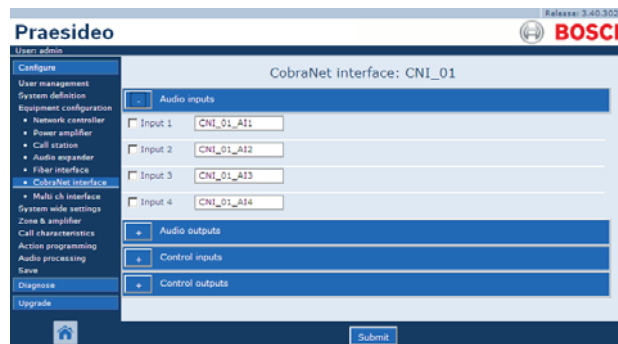 Release: 3.40.302
Praesideo
BOSCH
User: admin
Configure
User management
System definition
Equipment configuration
• Network controller
• Power amplifier
• Call station
• Audio expander
• Fiber interface
• CobraNet interface
• Multi ch interface
System wide settings
Zone & amplifier
Call characteristics
Action programming
Audio processing
Save
Diagnose
Upgrade
CobraNet interface: CNI_01
- Audio inputs
Input 1 CNI_01_AI1
Input 2 CNI_01_AI2
Input 3 CNI_01_AI3
Input 4 CNI_01_AI4
+ Audio outputs
+ Control inputs
+ Control outputs
Submit